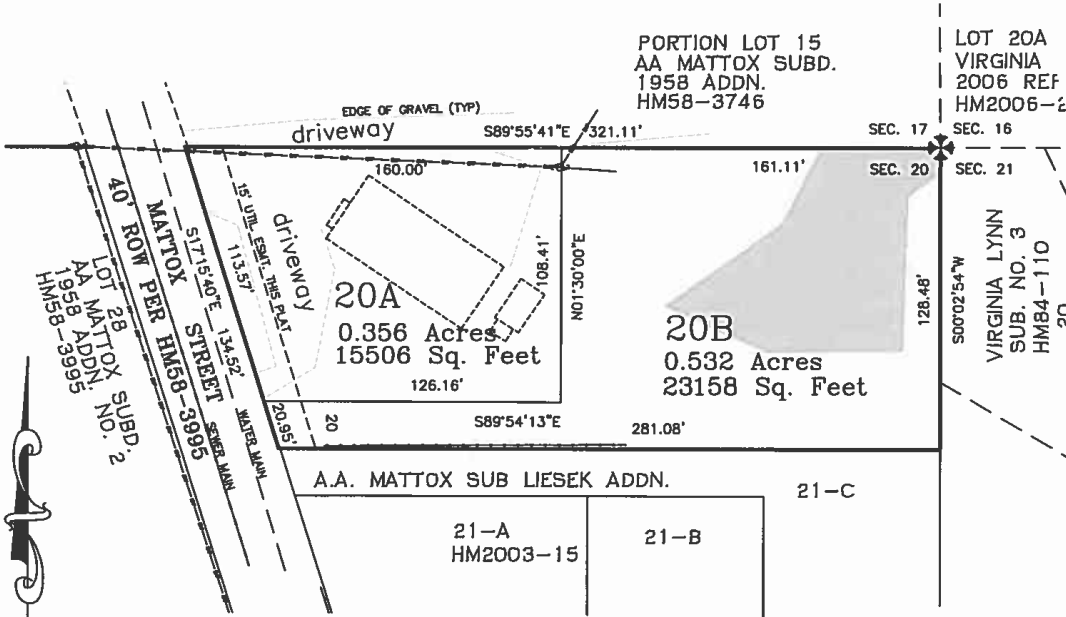 PORTION LOT 15
AA MATTOX SUBD.
1958 ADDN.
HM58-3746
LOT 20A
VIRGINIA
2006 REF
HM2006-2
EDGE OF GRAVEL (TYP)
driveway
S89°55'41"E
321.11'
SEC. 17
SEC. 16
160.00'
161.11'
SEC. 20
SEC. 21
MATTOX STREET
40' ROW PER HM58-3995
S17°15'40"E 134.52'
113.57'
15' UTIL. ESMT. THIS PLAT
driveway
108.41'
N01°30'00"E
20A
0.356 Acres
15506 Sq. Feet
20B
0.532 Acres
23158 Sq. Feet
128.48'
S00°02'54"W
VIRGINIA LYNN
SUB. NO. 3
HM84-110
20
LOT 28
AA MATTOX SUBD.
1958 ADDN. NO. 2
HM58-3995
126.16'
SEWER MAIN
WATER MAIN
20.95'
20
S89°54'13"E
281.08'
A.A. MATTOX SUB LIESEK ADDN.
21-C
21-A
HM2003-15
21-B